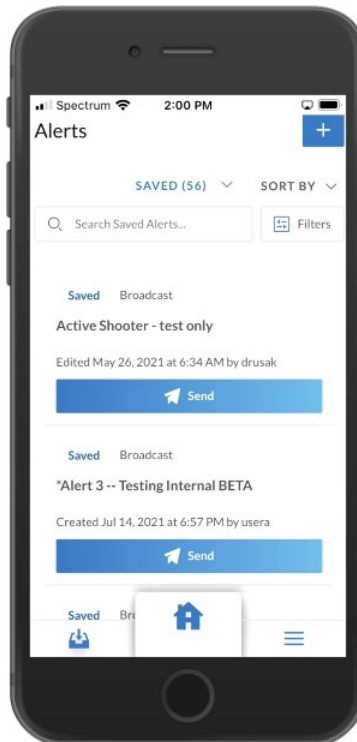 Spectrum 2:00 PM
Alerts
+
SAVED (56) SORT BY
Search Saved Alerts... Filters
Saved Broadcast
Active Shooter - test only
Edited May 26, 2021 at 6:34 AM by drusak
Send
Saved Broadcast
*Alert 3 -- Testing Internal BETA
Created Jul 14, 2021 at 6:57 PM by usera
Send
Saved Br